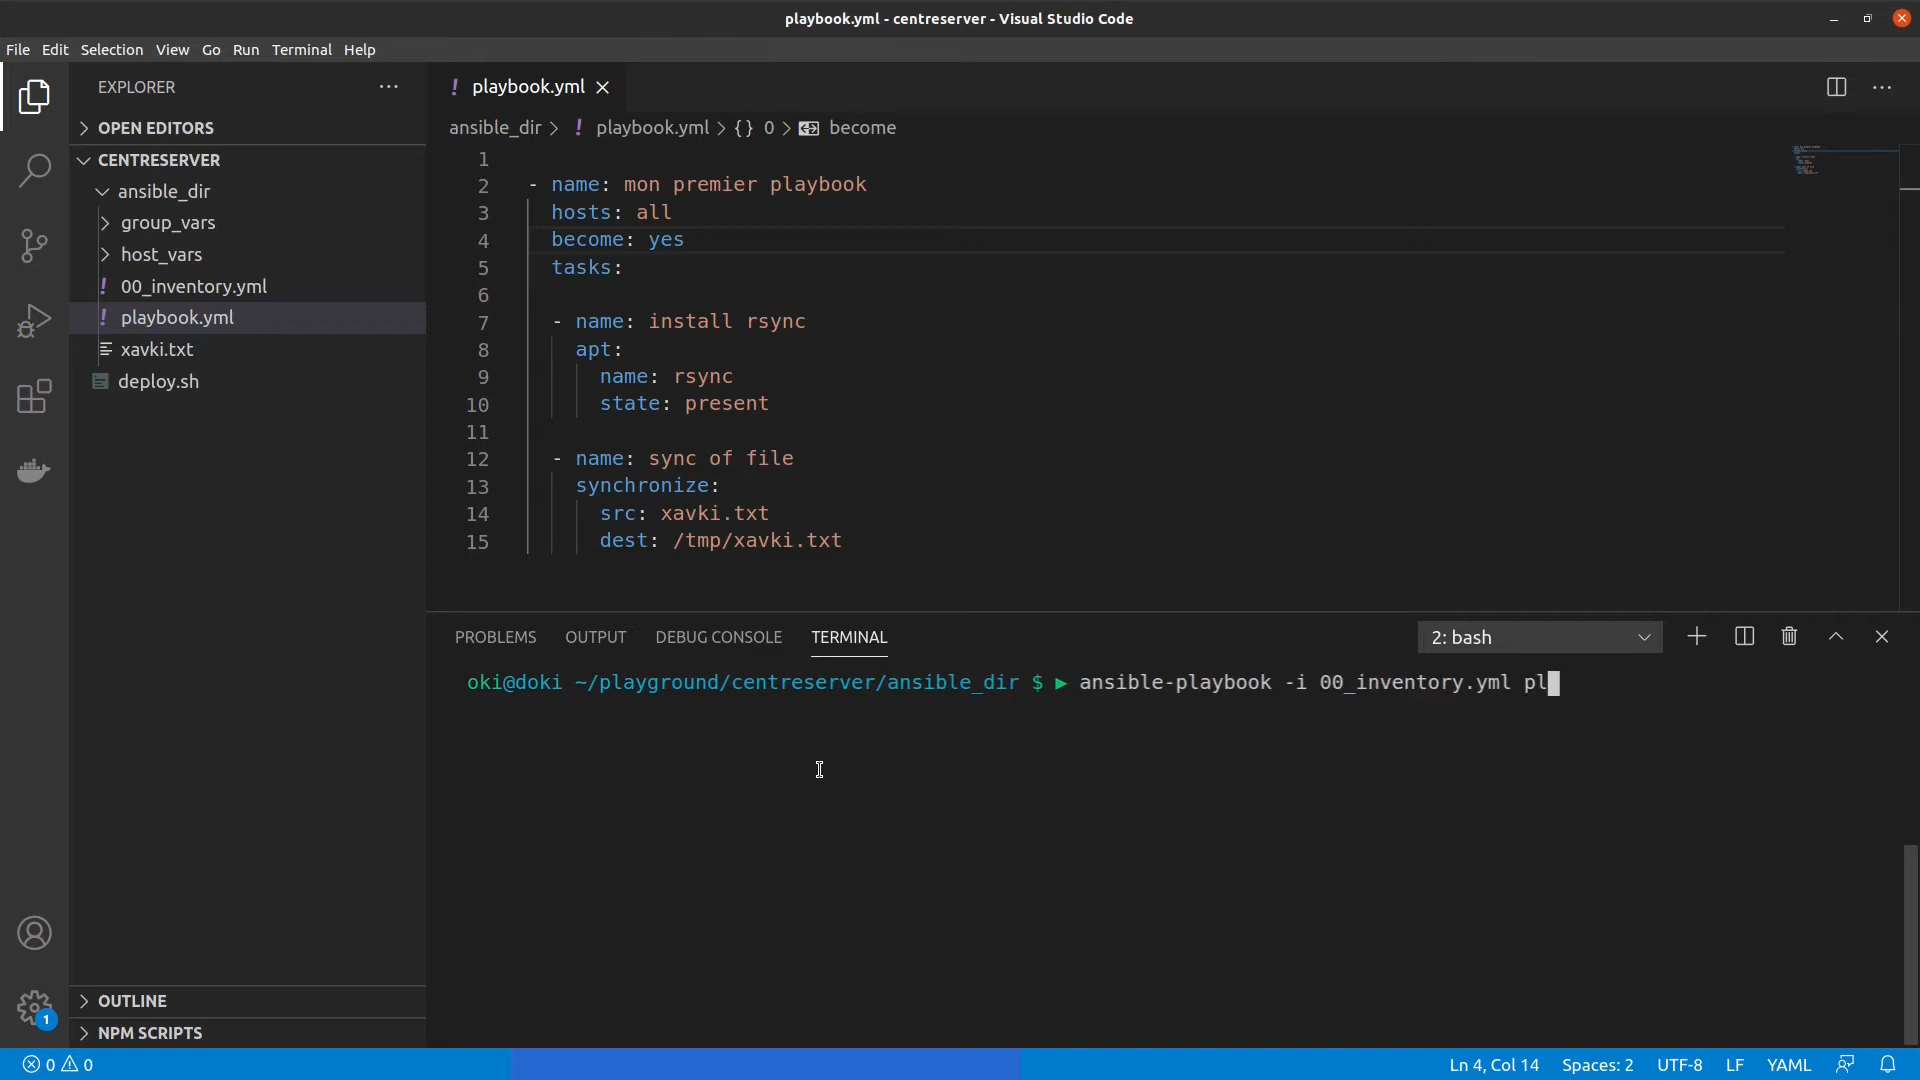 playbook.yml - centreserver - Visual Studio Code
File Edit Selection View Go Run Terminal Help
EXPLORER
OPEN EDITORS
CENTRESERVER
ansible_dir
group_vars
host_vars
00_inventory.yml
playbook.yml
xavki.txt
deploy.sh
OUTLINE
NPM SCRIPTS
playbook.yml
ansible_dir > playbook.yml > {} 0 > become
1
2 - name: mon premier playbook
3 hosts: all
4 become: yes
5 tasks:
6
7 - name: install rsync
8 apt:
9 name: rsync
10 state: present
11
12 - name: sync of file
13 synchronize:
14 src: xavki.txt
15 dest: /tmp/xavki.txt
PROBLEMS OUTPUT DEBUG CONSOLE TERMINAL 2: bash
oki@doki ~/playground/centreserver/ansible_dir $ ▶ ansible-playbook -i 00_inventory.yml pl
1
0 0 Ln 4, Col 14 Spaces: 2 UTF-8 LF YAML